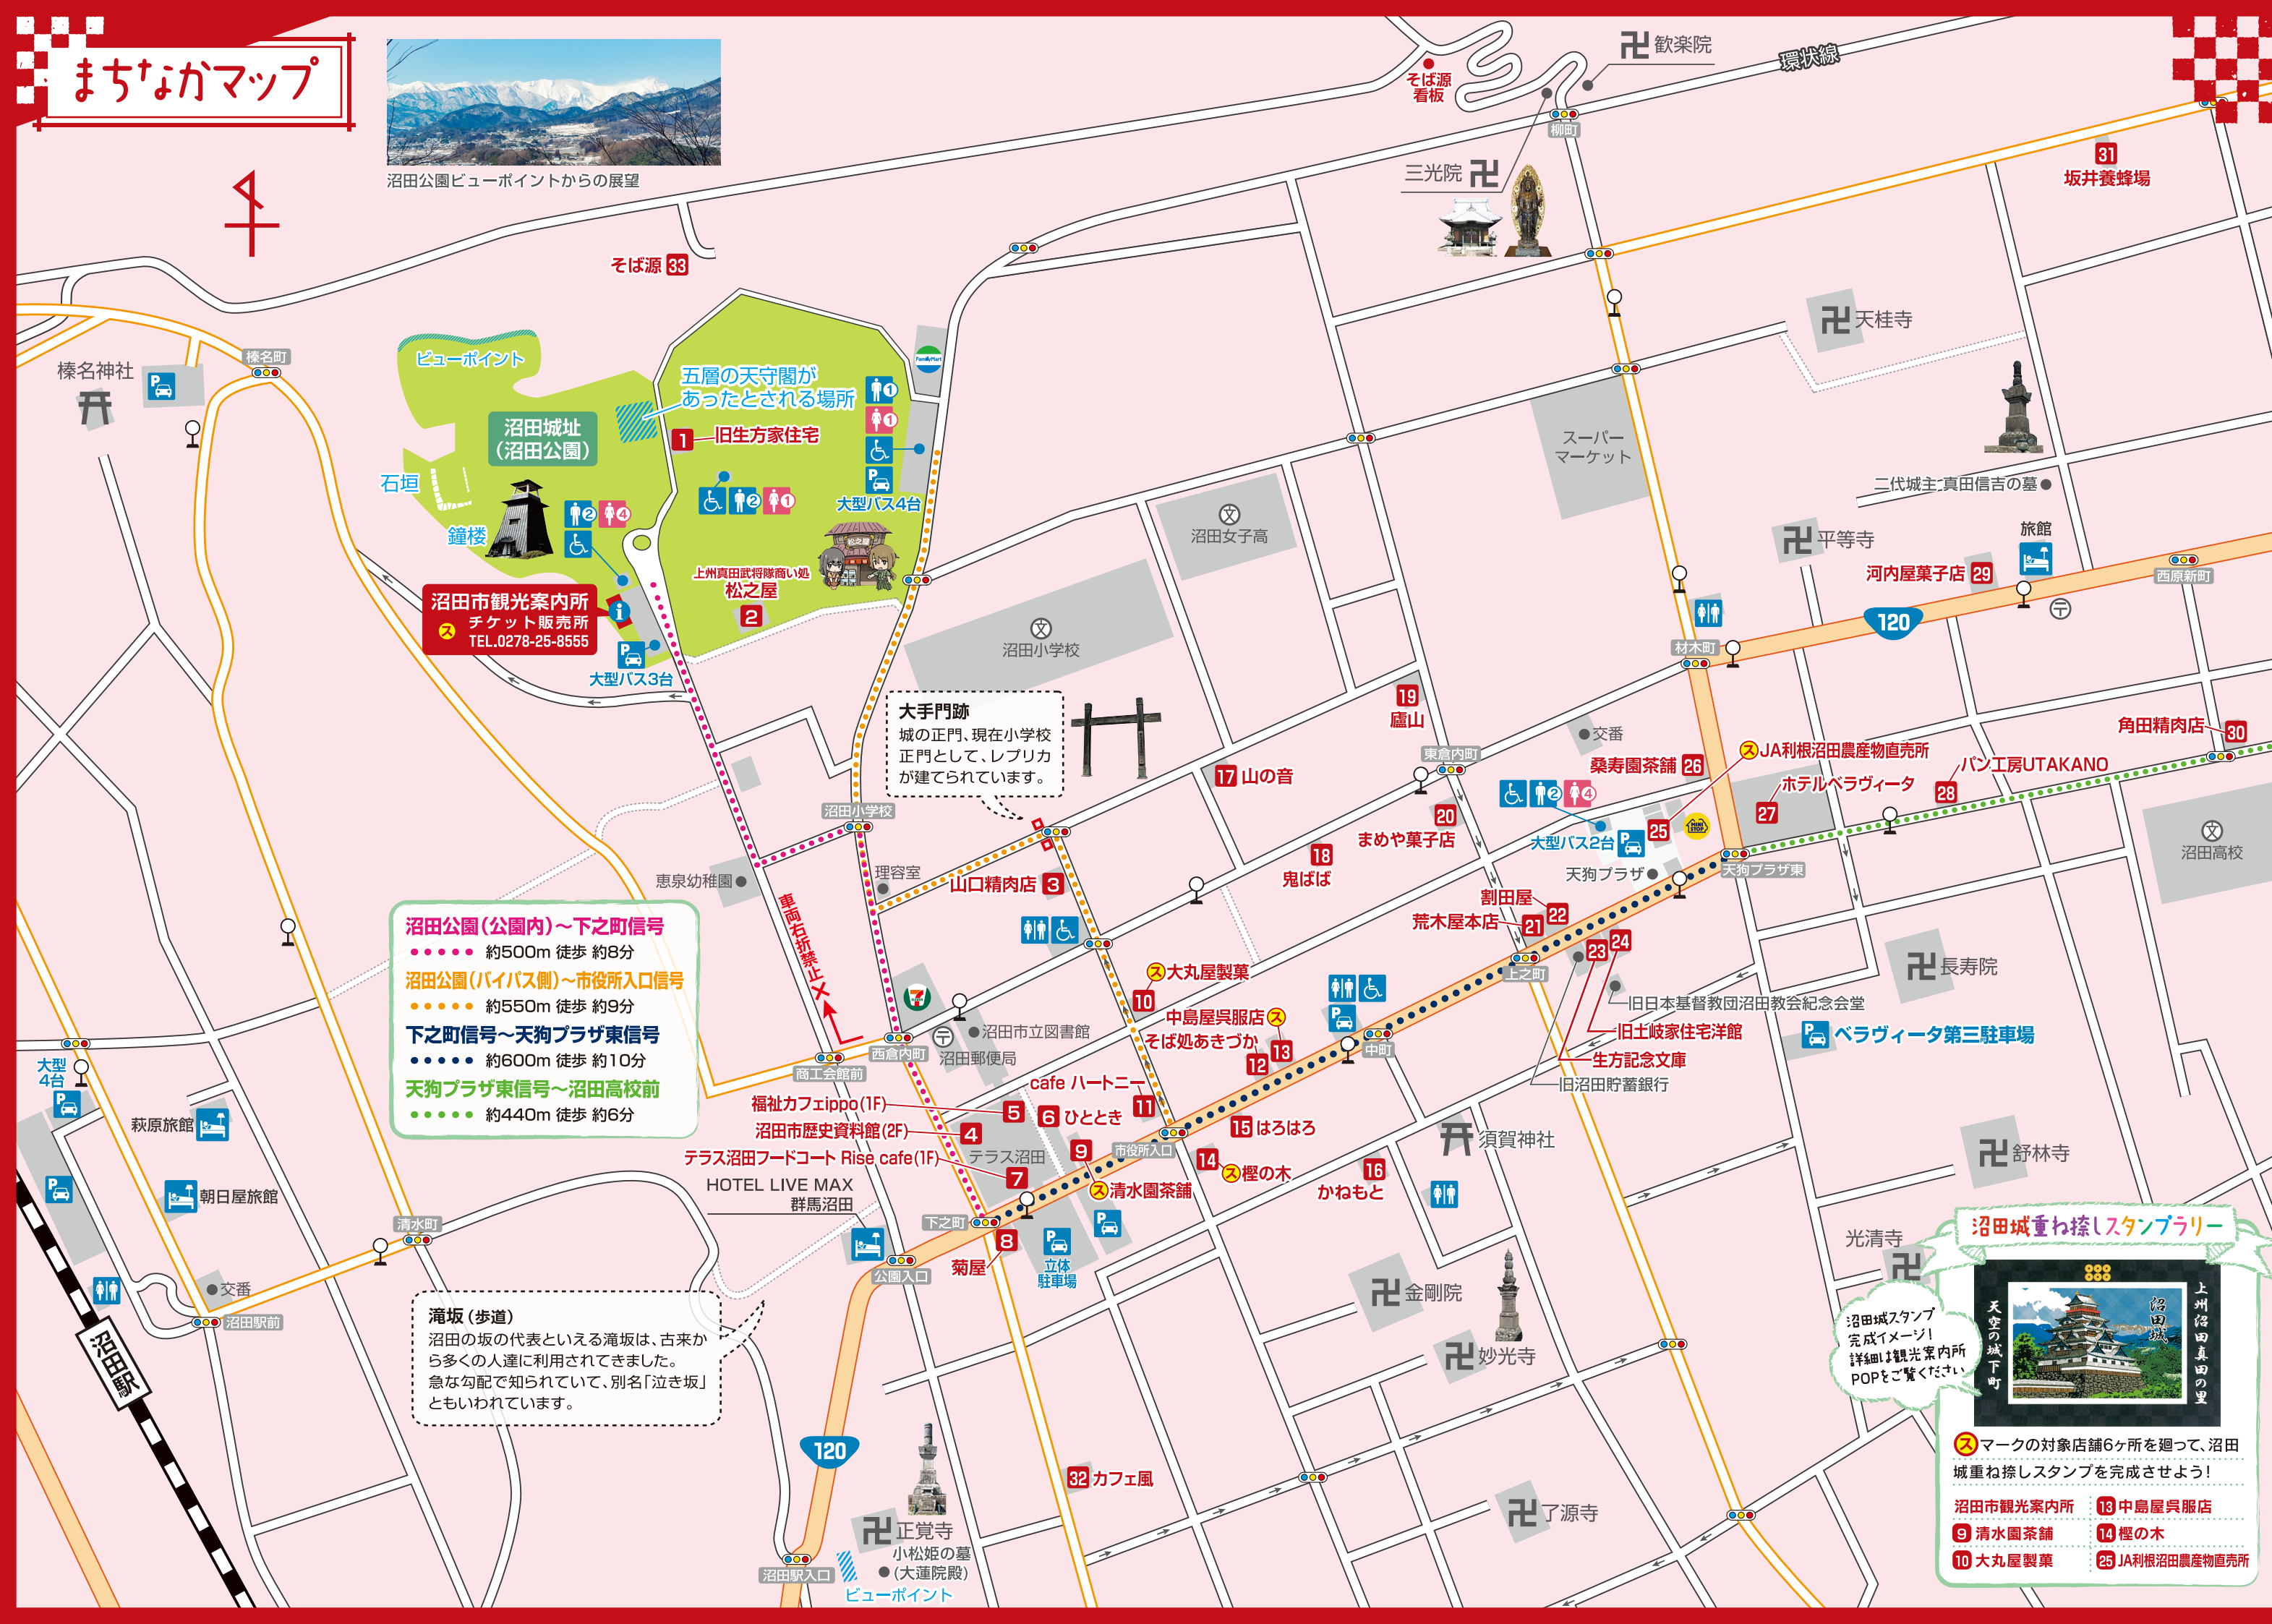 まちなかマップ
沼田公園ビューポイントからの展望
そば源
看板
卍 歓楽院
環状線
柳町
三光院 卍
31
坂井養蜂場
そば源 33
榛名町
榛名神社
P
ビューポイント
五層の天守閣が
あったとされる場所
FamilyMart
沼田城址
(沼田公園)
1 旧生方家住宅
1
1
P
大型バス4台
石垣
鐘楼
2 4
2 1
松之屋
上州真田武将隊商い処
松之屋
2
沼田市観光案内所
ス チケット販売所
TEL.0278-25-8555
i
P
大型バス3台
卍 天桂寺
スーパー
マーケット
二代城主:真田信吉の墓
文
沼田女子高
卍 平等寺
旅館
河内屋菓子店 29
西原新町
〒
120
材木町
文
沼田小学校
大手門跡
城の正門、現在小学校
正門として、レプリカ
が建てられています。
19
廬山
東倉内町
交番
桑寿園茶舗 26
ス JA利根沼田農産物直売所
ホテルベラヴィータ
27
パン工房UTAKANO
28
角田精肉店 30
17 山の音
20
まめや菓子店
2 4
大型バス2台 P
25
MINI STOP
天狗プラザ
天狗プラザ東
文
沼田高校
沼田小学校
理容室
恵泉幼稚園
山口精肉店 3
18
鬼ばば
車両右折禁止
割田屋 22
荒木屋本店 21
23 24
上之町
卍 長寿院
旧日本基督教団沼田教会紀念会堂
旧土岐家住宅洋館
生方記念文庫
旧沼田貯蓄銀行
P ベラヴィータ第三駐車場
沼田公園(公園内)〜下之町信号
約500m 徒歩 約8分
沼田公園(バイパス側)〜市役所入口信号
約550m 徒歩 約9分
下之町信号〜天狗プラザ東信号
約600m 徒歩 約10分
天狗プラザ東信号〜沼田高校前
約440m 徒歩 約6分
7
ス 大丸屋製菓
10
中島屋呉服店 ス
そば処あきづか
12 13
P
中町
西倉内町
〒
沼田市立図書館
沼田郵便局
商工会館前
cafe ハートニー
11
福祉カフェippo(1F)
5
6 ひととき
沼田市歴史資料館(2F)
4
テラス沼田フードコート Rise cafe(1F)
テラス沼田
7
9
ス 清水園茶舗
市役所入口
15 はろはろ
14
ス 樫の木
16
かねもと
須賀神社
HOTEL LIVE MAX
群馬沼田
下之町
8
菊屋
P
立体
駐車場
P
公園入口
大型
4台
P
萩原旅館
P
朝日屋旅館
清水町
交番
沼田駅前
沼田駅
滝坂(歩道)
沼田の坂の代表といえる滝坂は、古来か
ら多くの人達に利用されてきました。
急な勾配で知られていて、別名「泣き坂」
ともいわれています。
120
32 カフェ風
卍 正覚寺
小松姫の墓
(大蓮院殿)
沼田駅入口
ビューポイント
卍 金剛院
卍 妙光寺
卍 了源寺
卍 舒林寺
光清寺
卍
沼田城重ね捺しスタンプラリー
沼田城スタンプ
完成イメージ!
詳細は観光案内所
POPをご覧ください
天空の城下町
沼田城
上州沼田真田の里
ス マークの対象店舗6ヶ所を廻って、沼田
城重ね捺しスタンプを完成させよう!
沼田市観光案内所
13 中島屋呉服店
9 清水園茶舗
14 樫の木
10 大丸屋製菓
25 JA利根沼田農産物直売所